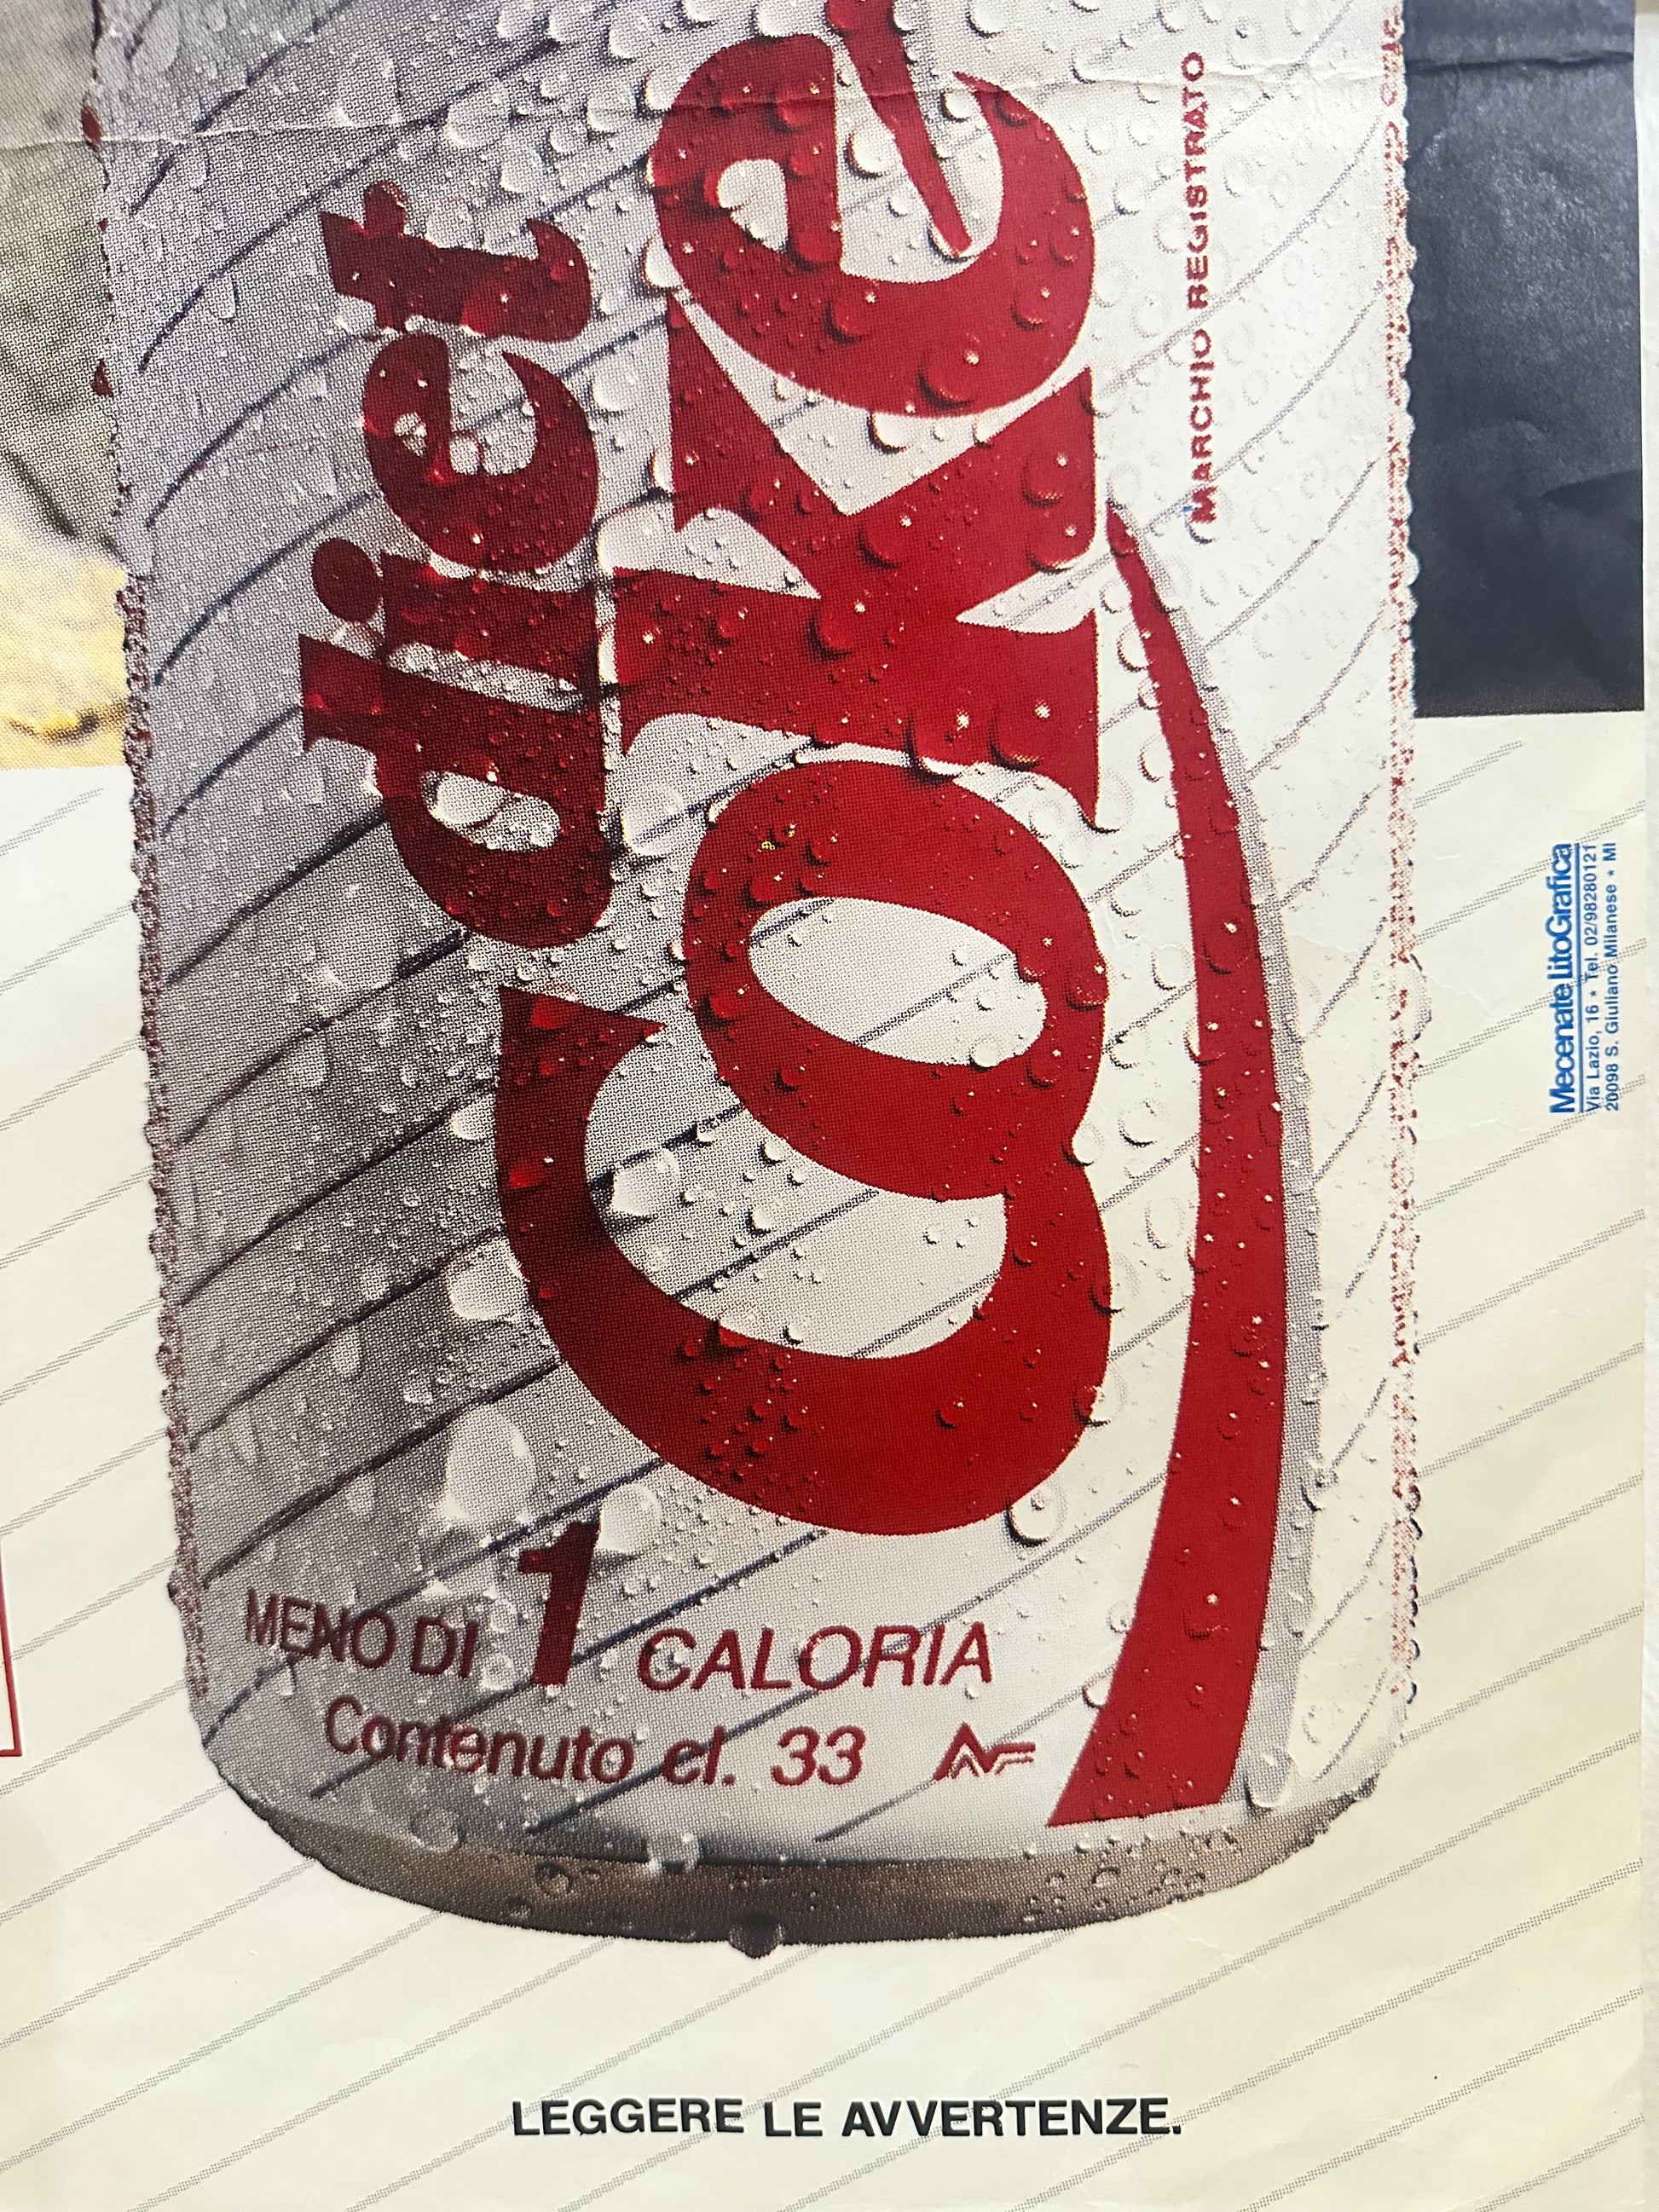 diet
Coke
MARCHIO REGISTRATO
MENO DI 1 CALORIA
Contenuto cl. 33
Mecenate LitoGrafica
Via Lazio, 16 * Tel. 02/98280121
20098 S. Giuliano Milanese * MI
LEGGERE LE AVVERTENZE.